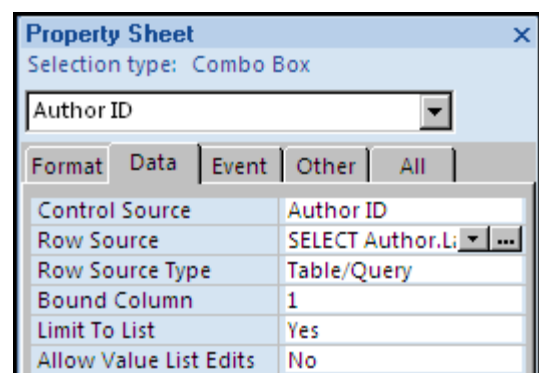 Property Sheet
Selection type: Combo Box
Author ID
Format Data Event Other All
Control Source Author ID
Row Source SELECT Author.La ...
Row Source Type Table/Query
Bound Column 1
Limit To List Yes
Allow Value List Edits No